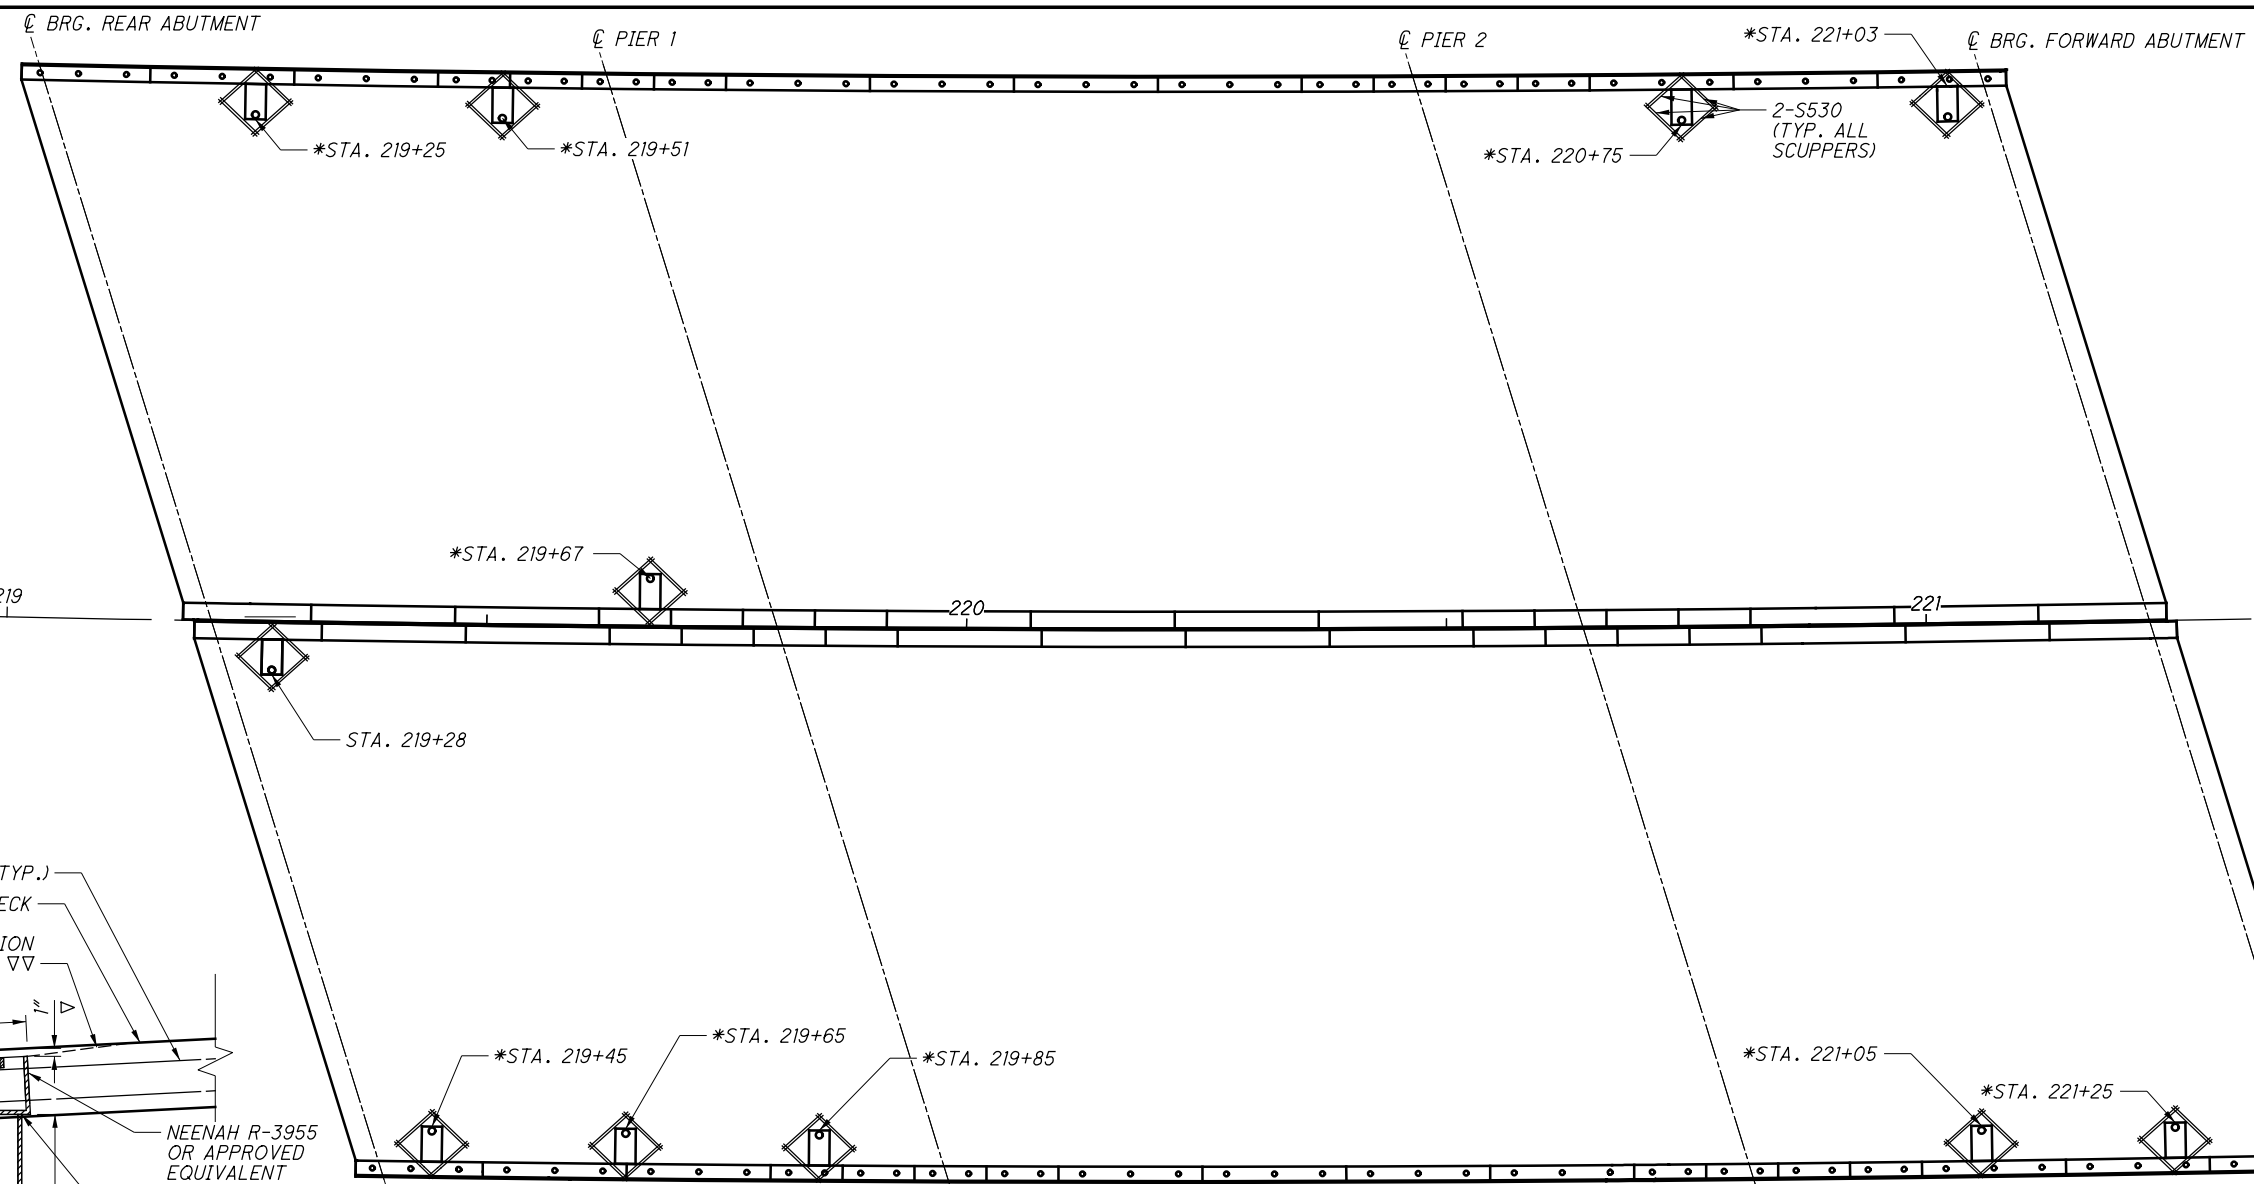 ℄ BRG. REAR ABUTMENT
℄ PIER 1
℄ PIER 2
*STA. 221+03
℄ BRG. FORWARD ABUTMENT
*STA. 219+25
*STA. 219+51
*STA. 220+75
2-S530
(TYP. ALL
SCUPPERS)
*STA. 219+67
219
220
221
STA. 219+28
TYP.)
ECK
ION
▽▽
1"
▽
*STA. 219+45
*STA. 219+65
*STA. 219+85
*STA. 221+05
*STA. 221+25
NEENAH R-3955
OR APPROVED
EQUIVALENT